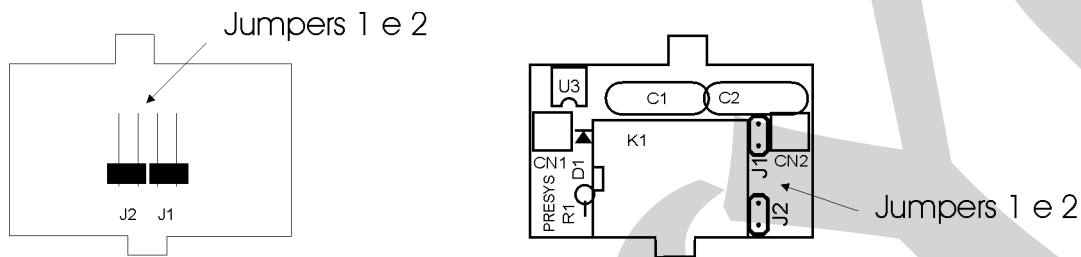 Jumpers 1 e 2
J2 J1
U3
C1 C2
K1
CN1
D1
J1
CN2
PRESYS
R1
J2
Jumpers 1 e 2